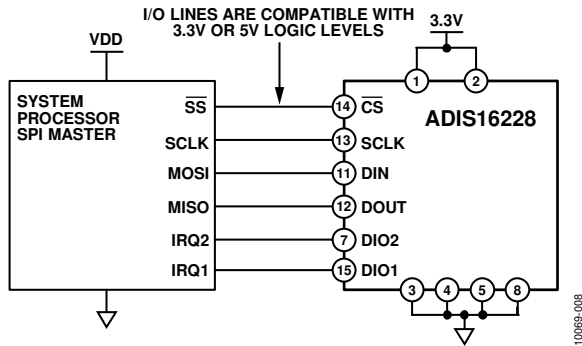 I/O LINES ARE COMPATIBLE WITH
3.3V OR 5V LOGIC LEVELS
VDD
3.3V
SYSTEM
PROCESSOR
SPI MASTER
ADIS16228
1
2
SS
14
CS
SCLK
13
SCLK
MOSI
11
DIN
MISO
12
DOUT
IRQ2
7
DIO2
IRQ1
15
DIO1
3
4
5
8
10069-008